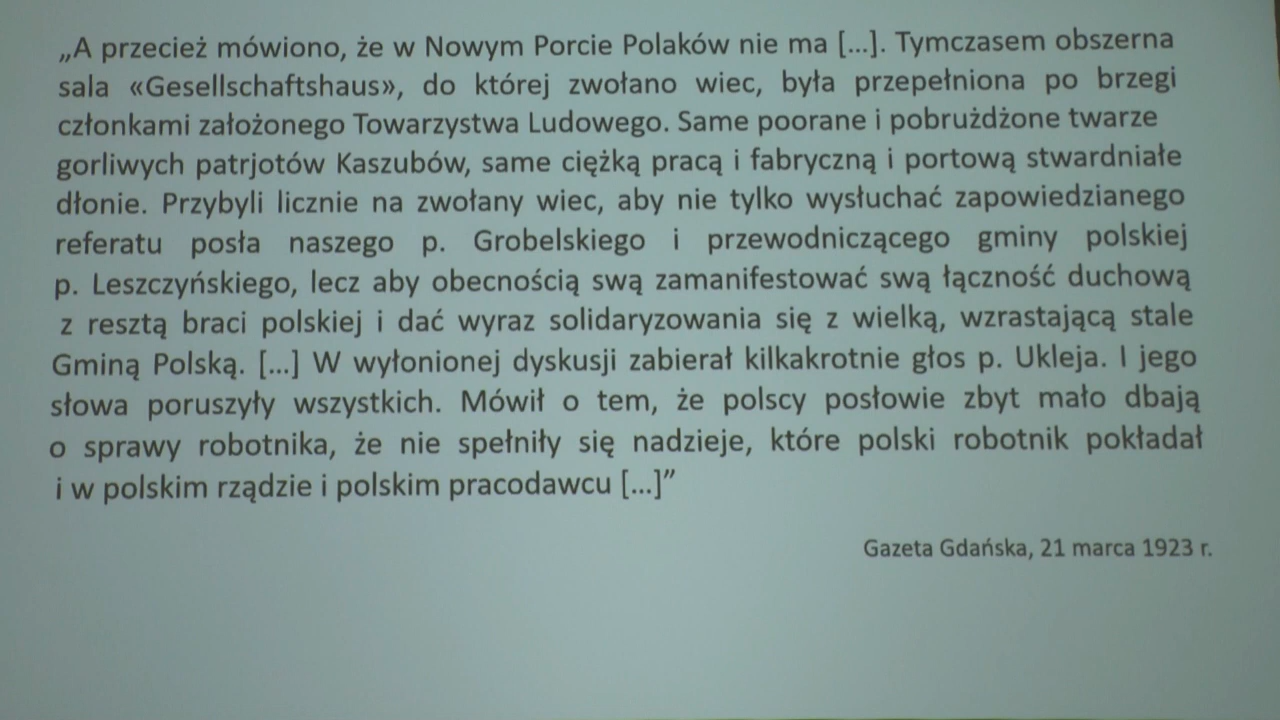 „A przecież mówiono, że w Nowym Porcie Polaków nie ma [...]. Tymczasem obszerna
sala «Gesellschaftshaus», do której zwołano wiec, była przepełniona po brzegi
członkami założonego Towarzystwa Ludowego. Same poorane i pobrużdżone twarze
gorliwych patrjotów Kaszubów, same ciężką pracą i fabryczną i portową stwardniałe
dłonie. Przybyli licznie na zwołany wiec, aby nie tylko wysłuchać zapowiedzianego
referatu posła naszego p. Grobelskiego i przewodniczącego gminy polskiej
p. Leszczyńskiego, lecz aby obecnością swą zamanifestować swą łączność duchową
z resztą braci polskiej i dać wyraz solidaryzowania się z wielką, wzrastającą stale
Gminą Polską. [...] W wyłonionej dyskusji zabierał kilkakrotnie głos p. Ukleja. I jego
słowa poruszyły wszystkich. Mówił o tem, że polscy posłowie zbyt mało dbają
o sprawy robotnika, że nie spełniły się nadzieje, które polski robotnik pokładał
i w polskim rządzie i polskim pracodawcu [...]”
Gazeta Gdańska, 21 marca 1923 r.